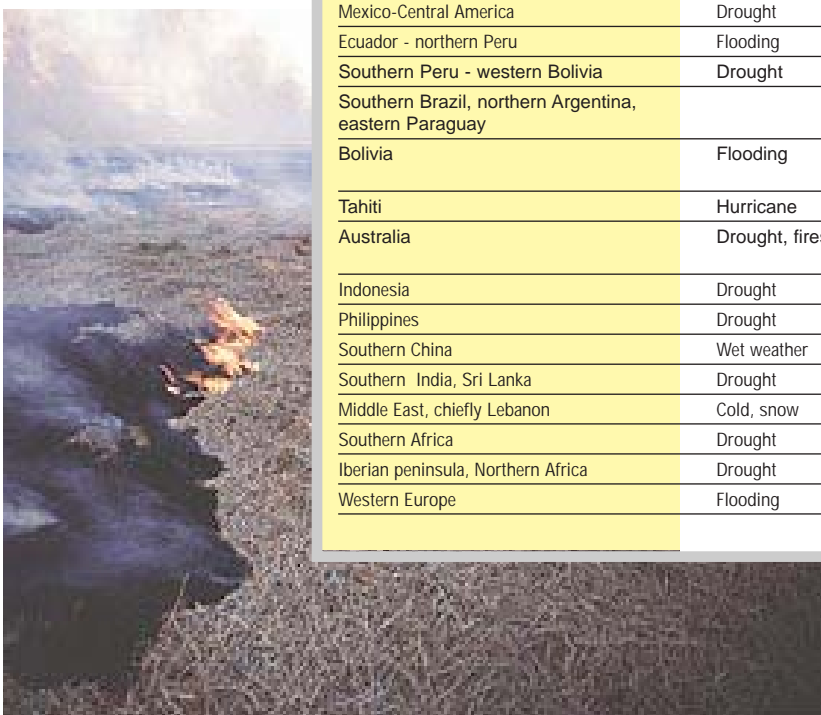 Mexico-Central America Drought
Ecuador - northern Peru Flooding
Southern Peru - western Bolivia Drought
Southern Brazil, northern Argentina,
eastern Paraguay
Bolivia Flooding
Tahiti Hurricane
Australia Drought, fires
Indonesia Drought
Philippines Drought
Southern China Wet weather
Southern India, Sri Lanka Drought
Middle East, chiefly Lebanon Cold, snow
Southern Africa Drought
Iberian peninsula, Northern Africa Drought
Western Europe Flooding